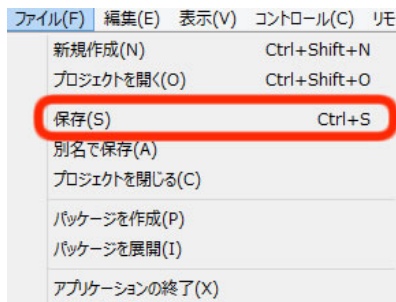 ファイル(F) 編集(E) 表示(V) コントロール(C) リモ
新規作成(N) Ctrl+Shift+N
プロジェクトを開く(O) Ctrl+Shift+O
保存(S) Ctrl+S
別名で保存(A)
プロジェクトを閉じる(C)
パッケージを作成(P)
パッケージを展開(I)
アプリケーションの終了(X)